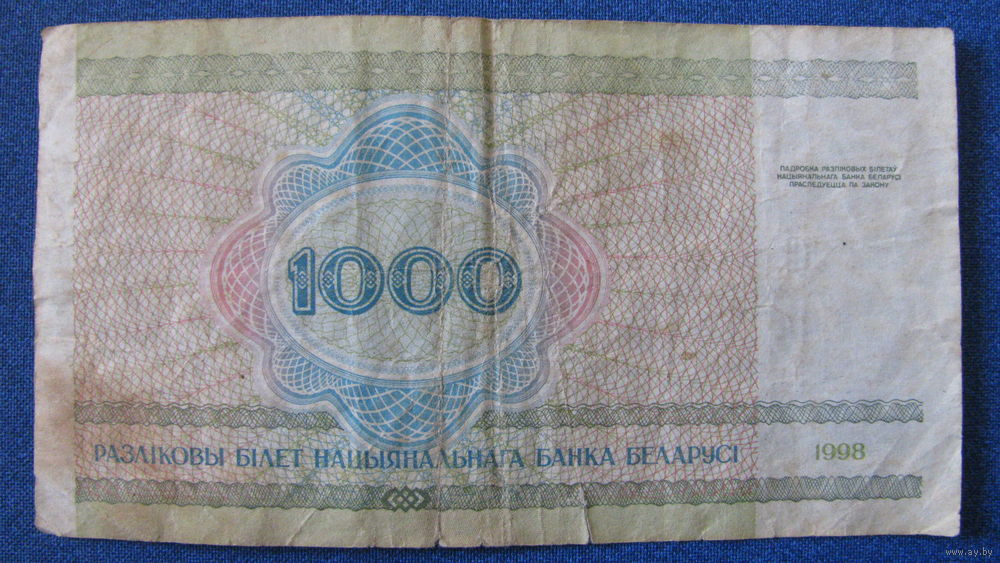 ПАДРОБКА РАЗЛІКОВЫХ БІЛЕТАЎ
НАЦЫЯНАЛЬНАГА БАНКА БЕЛАРУСІ
ПРАСЛЕДУЕЦЦА ПА ЗАКОНУ
1000
РАЗЛІКОВЫ БІЛЕТ НАЦЫЯНАЛЬНАГА БАНКА БЕЛАРУСІ 1998
www.ay.by